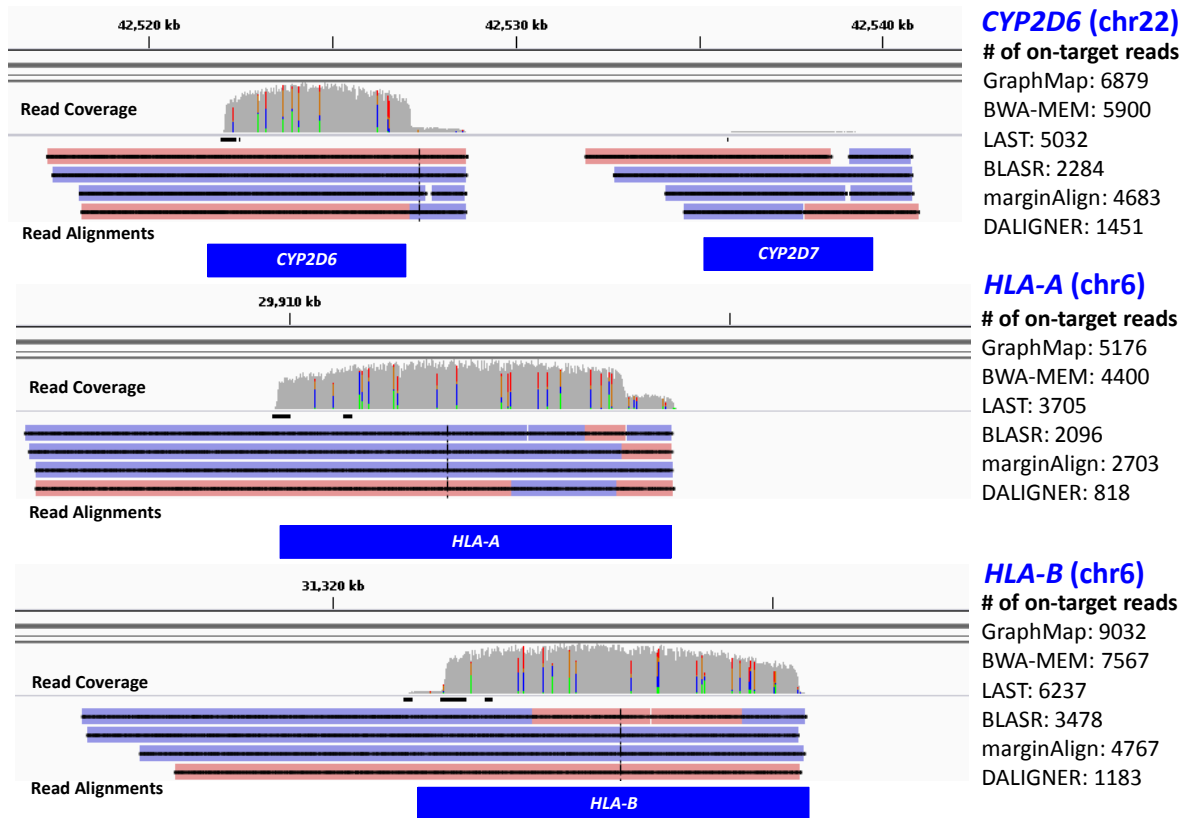 42,520 kb 42,530 kb 42,540 kb
CYP2D6 (chr22)
# of on-target reads
GraphMap: 6879
BWA-MEM: 5900
LAST: 5032
BLASR: 2284
marginAlign: 4683
DALIGNER: 1451
Read Coverage
Read Alignments
CYP2D6 CYP2D7
29,910 kb
HLA-A (chr6)
# of on-target reads
GraphMap: 5176
BWA-MEM: 4400
LAST: 3705
BLASR: 2096
marginAlign: 2703
DALIGNER: 818
Read Coverage
Read Alignments
HLA-A
31,320 kb
HLA-B (chr6)
# of on-target reads
GraphMap: 9032
BWA-MEM: 7567
LAST: 6237
BLASR: 3478
marginAlign: 4767
DALIGNER: 1183
Read Coverage
Read Alignments
HLA-B